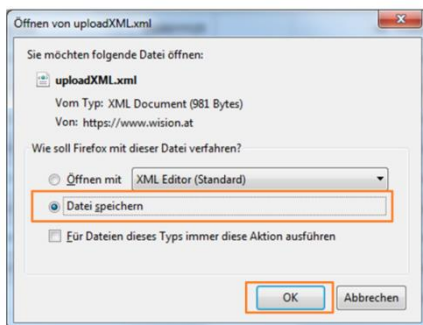 Öffnen von uploadXML.xml
Sie möchten folgende Datei öffnen:
uploadXML.xml
Vom Typ: XML Document (981 Bytes)
Von: https://www.wision.at
Wie soll Firefox mit dieser Datei verfahren?
Öffnen mit XML Editor (Standard)
Datei speichern
Für Dateien dieses Typs immer diese Aktion ausführen
OK Abbrechen